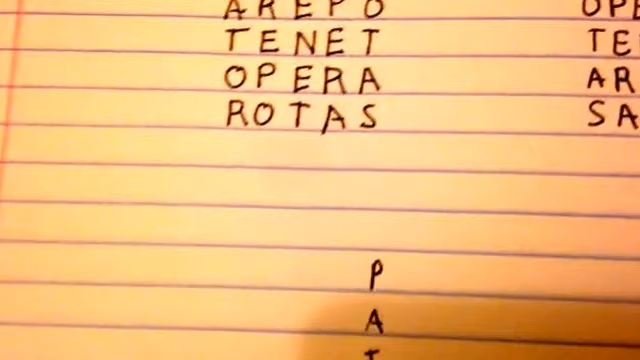 AREPO OPE
TENET TE
OPERA AR
ROTAS SA
P
A
T